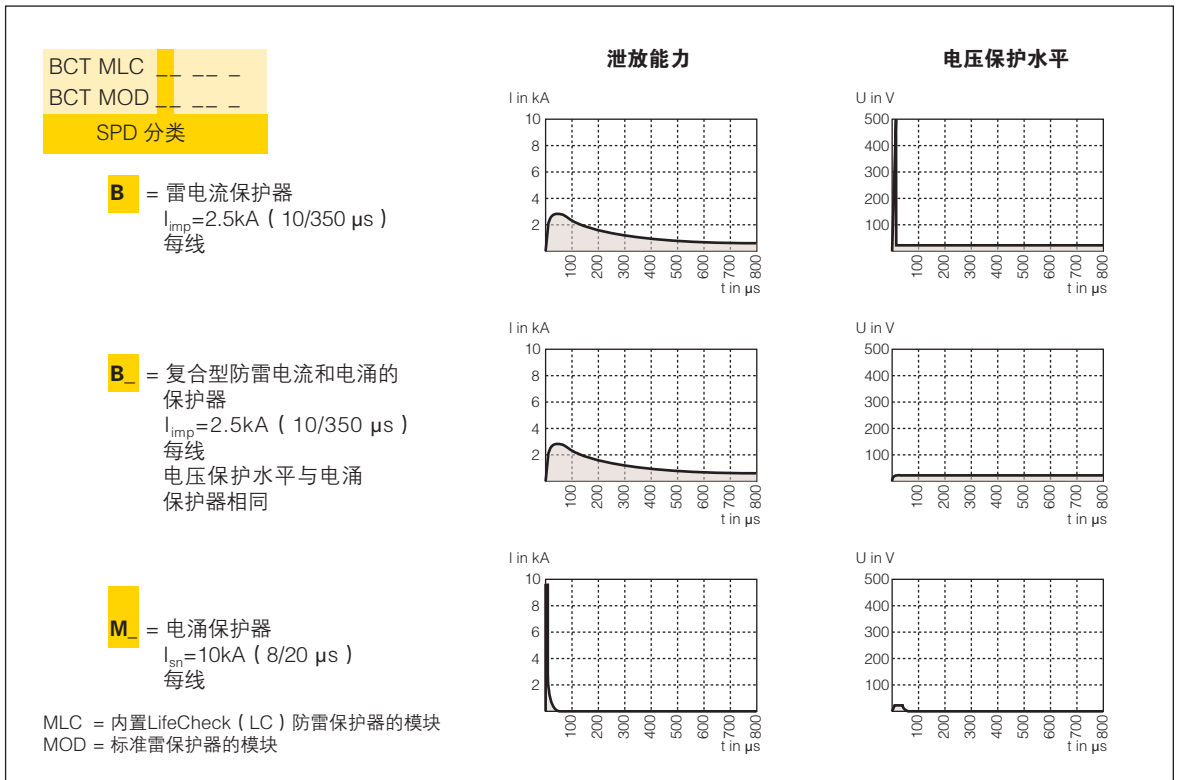 BCT MLC _ _ _ _ _
BCT MOD _ _ _ _ _
SPD 分类
泄放能力
电压保护水平
B = 雷电流保护器
Iimp=2.5kA ( 10/350 µs )
每线
I in kA
10
8
6
4
2
100 200 300 400 500 600 700 800
t in µs
U in V
500
400
300
200
100
100 200 300 400 500 600 700 800
t in µs
B_ = 复合型防雷电流和电涌的
保护器
Iimp=2.5kA ( 10/350 µs )
每线
电压保护水平与电涌
保护器相同
I in kA
10
8
6
4
2
100 200 300 400 500 600 700 800
t in µs
U in V
500
400
300
200
100
100 200 300 400 500 600 700 800
t in µs
M_ = 电涌保护器
Isn=10kA ( 8/20 µs )
每线
I in kA
10
8
6
4
2
100 200 300 400 500 600 700 800
t in µs
U in V
500
400
300
200
100
100 200 300 400 500 600 700 800
t in µs
MLC = 内置LifeCheck ( LC ) 防雷保护器的模块
MOD = 标准雷保护器的模块